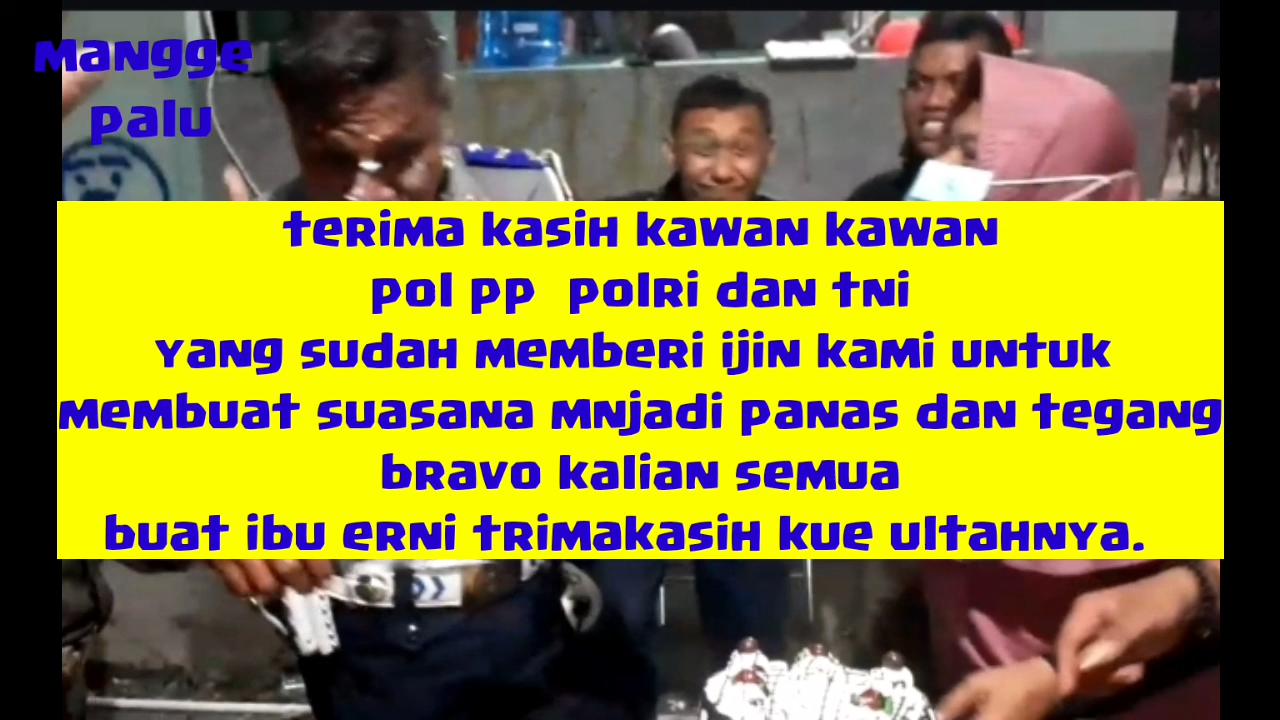 Mangge
palu
terima kasih kawan kawan
pol pp polri dan tni
yang sudah memberi ijin kami untuk
membuat suasana mnjadi panas dan tegang
bravo kalian semua
buat ibu erni trimakasih kue ultahnya.